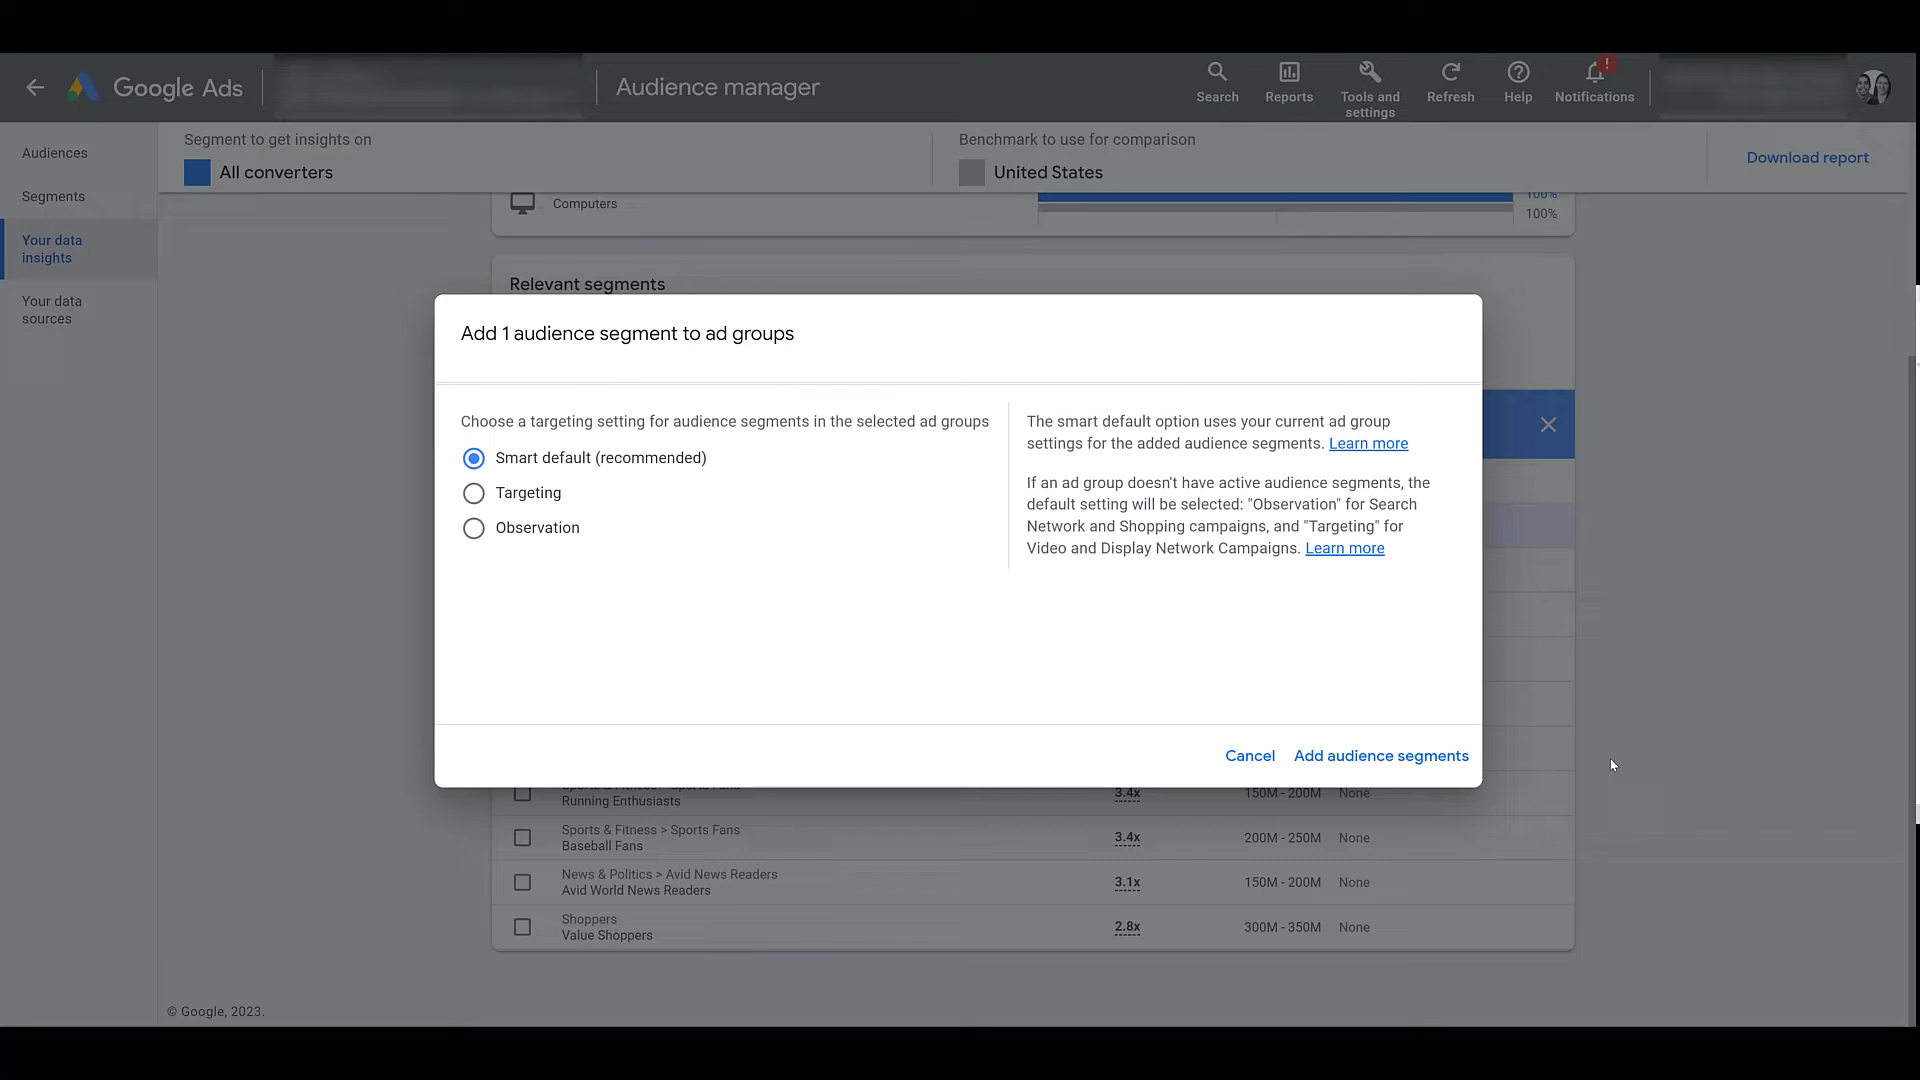 Google Ads
Audience manager
Search
Reports
Tools and
settings
Refresh
Help
!
Notifications
Audiences
Segments
Your data
insights
Your data
sources
Segment to get insights on
All converters
Benchmark to use for comparison
United States
Download report
Computers
100%
100%
Relevant segments
Add 1 audience segment to ad groups
Choose a targeting setting for audience segments in the selected ad groups
Smart default (recommended)
Targeting
Observation
The smart default option uses your current ad group
settings for the added audience segments. Learn more
If an ad group doesn't have active audience segments, the
default setting will be selected: "Observation" for Search
Network and Shopping campaigns, and "Targeting" for
Video and Display Network Campaigns. Learn more
Cancel
Add audience segments
Sports & Fitness > Sports Fans
Running Enthusiasts
3.4x
150M - 200M
None
Sports & Fitness > Sports Fans
Baseball Fans
3.4x
200M - 250M
None
News & Politics > Avid News Readers
Avid World News Readers
3.1x
150M - 200M
None
Shoppers
Value Shoppers
2.8x
300M - 350M
None
© Google, 2023.